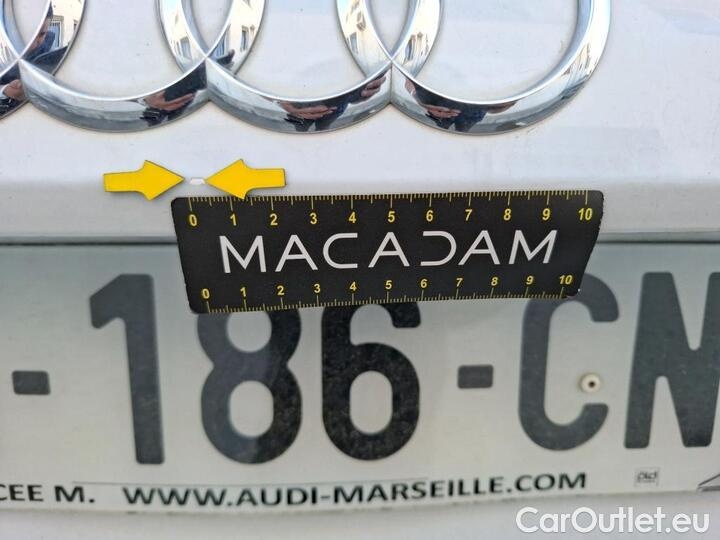 0 1 2 3 4 5 6 7 8 9 10
MACADAM
0 1 2 3 4 5 6 7 8 9 10
-186-CN
CEE M. WWW.AUDI-MARSEILLE.COM
CarOutlet.eu